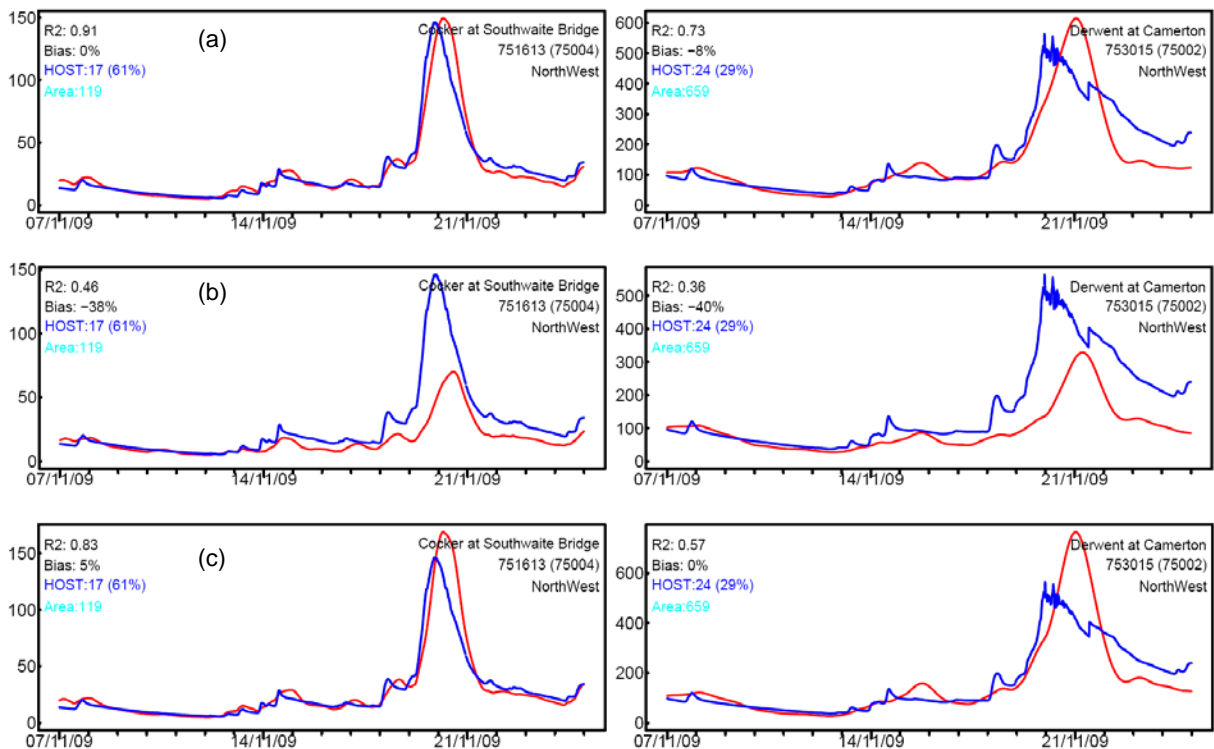 R2: 0.91
Bias: 0%
HOST:17 (61%)
Area:119
(a)
Cocker at Southwaite Bridge
751613 (75004)
NorthWest
150
100
50
0
07/11/09 14/11/09 21/11/09
R2: 0.73
Bias: −8%
HOST:24 (29%)
Area:659
Derwent at Camerton
753015 (75002)
NorthWest
600
500
400
300
200
100
0
07/11/09 14/11/09 21/11/09
R2: 0.46
Bias: −38%
HOST:17 (61%)
Area:119
(b)
Cocker at Southwaite Bridge
751613 (75004)
NorthWest
150
100
50
0
07/11/09 14/11/09 21/11/09
R2: 0.36
Bias: −40%
HOST:24 (29%)
Area:659
Derwent at Camerton
753015 (75002)
NorthWest
500
400
300
200
100
0
07/11/09 14/11/09 21/11/09
R2: 0.83
Bias: 5%
HOST:17 (61%)
Area:119
(c)
Cocker at Southwaite Bridge
751613 (75004)
NorthWest
150
100
50
0
07/11/09 14/11/09 21/11/09
R2: 0.57
Bias: 0%
HOST:24 (29%)
Area:659
Derwent at Camerton
753015 (75002)
NorthWest
600
400
200
0
07/11/09 14/11/09 21/11/09